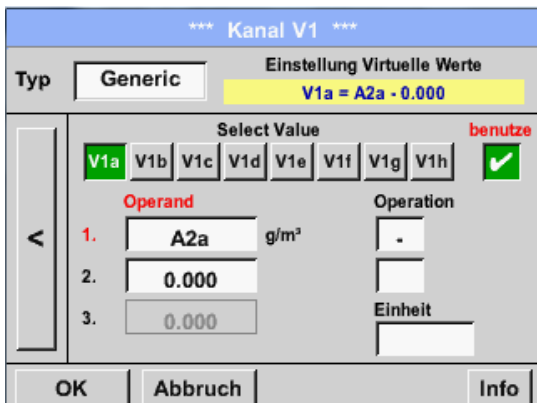 *** Kanal V1 ***
Typ Generic Einstellung Virtuelle Werte
V1a = A2a - 0.000
Select Value benutze
V1a V1b V1c V1d V1e V1f V1g V1h
Operand Operation
< 1. A2a g/m³ -
2. 0.000
3. 0.000 Einheit
OK Abbruch Info